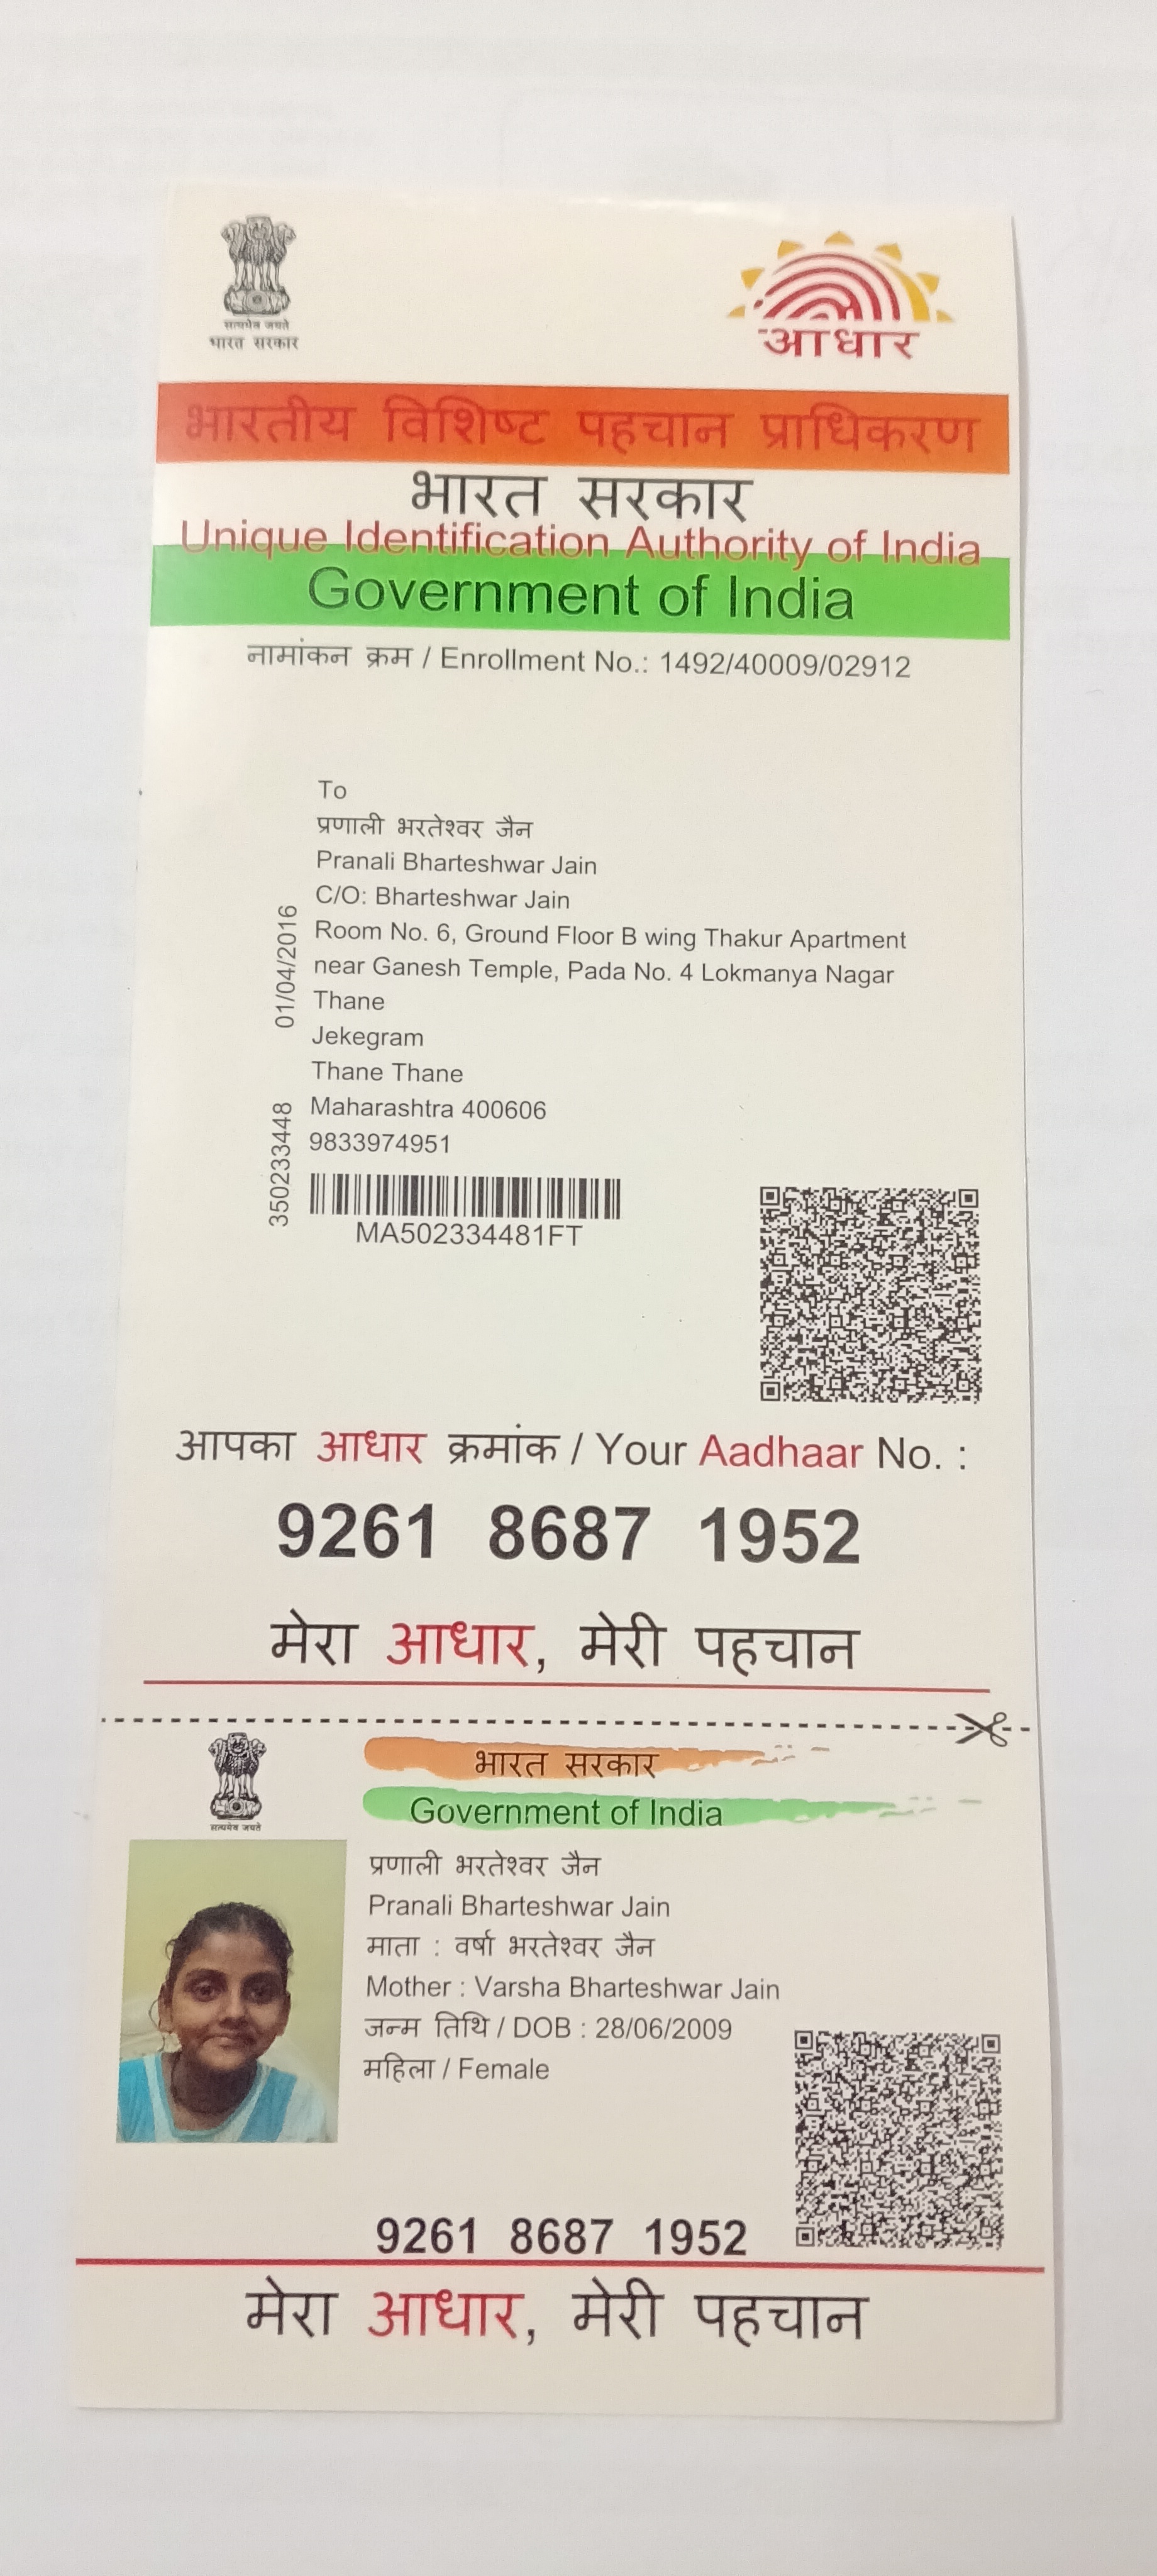 सत्यमेव जयते
भारत सरकार
आधार
भारतीय विशिष्ट पहचान प्राधिकरण
भारत सरकार
Unique Identification Authority of India
Government of India
नामांकन क्रम / Enrollment No.: 1492/40009/02912
To
प्रणाली भरतेश्वर जैन
Pranali Bharteshwar Jain
C/O: Bharteshwar Jain
Room No. 6, Ground Floor B wing Thakur Apartment
near Ganesh Temple, Pada No. 4 Lokmanya Nagar
Thane
Jekegram
Thane Thane
Maharashtra 400606
9833974951
01/04/2016
350233448
MA502334481FT
आपका आधार क्रमांक / Your Aadhaar No. :
9261 8687 1952
मेरा आधार, मेरी पहचान
सत्यमेव जयते
भारत सरकार
Government of India
प्रणाली भरतेश्वर जैन
Pranali Bharteshwar Jain
माता : वर्षा भरतेश्वर जैन
Mother : Varsha Bharteshwar Jain
जन्म तिथि / DOB : 28/06/2009
महिला / Female
9261 8687 1952
मेरा आधार, मेरी पहचान